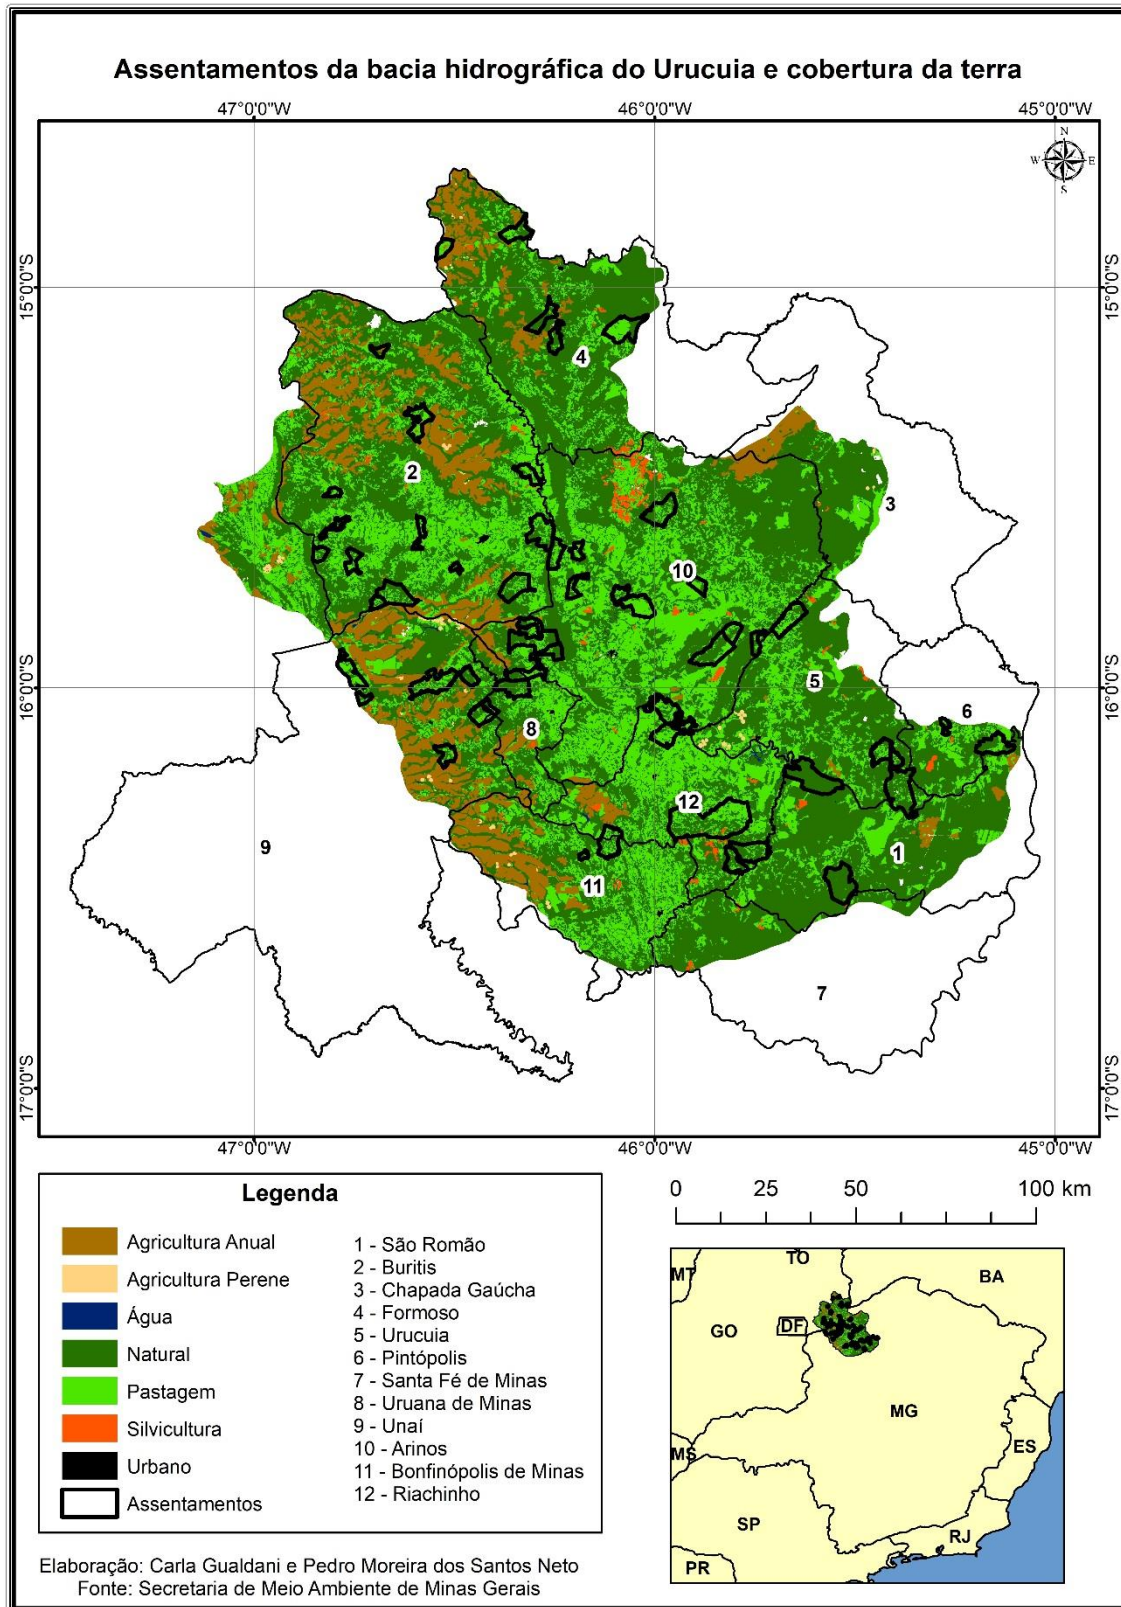 Assentamentos da bacia hidrográfica do Urucuia e cobertura da terra
47°0'0"W 46°0'0"W 45°0'0"W
N
W E
S
15°0'0"S 15°0'0"S
4
2
3
10
5
16°0'0"S 16°0'0"S
6
8
12
9
1
11
7
17°0'0"S 17°0'0"S
47°0'0"W 46°0'0"W 45°0'0"W
Legenda
Agricultura Anual
Agricultura Perene
Água
Natural
Pastagem
Silvicultura
Urbano
Assentamentos
1 - São Romão
2 - Buritis
3 - Chapada Gaúcha
4 - Formoso
5 - Urucuia
6 - Pintópolis
7 - Santa Fé de Minas
8 - Uruana de Minas
9 - Unaí
10 - Arinos
11 - Bonfinópolis de Minas
12 - Riachinho
0 25 50 100 km
TO
MT BA
GO DF
MG
MS ES
SP
RJ
PR
Elaboração: Carla Gualdani e Pedro Moreira dos Santos Neto
Fonte: Secretaria de Meio Ambiente de Minas Gerais